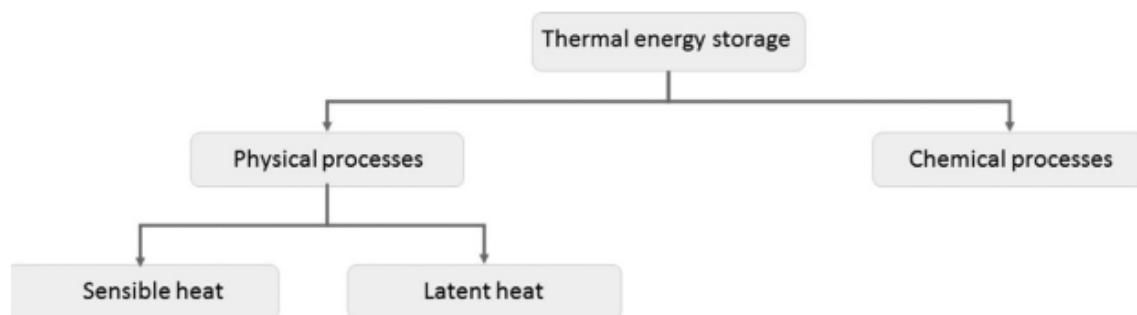 Thermal energy storage
Physical processes
Chemical processes
Sensible heat
Latent heat